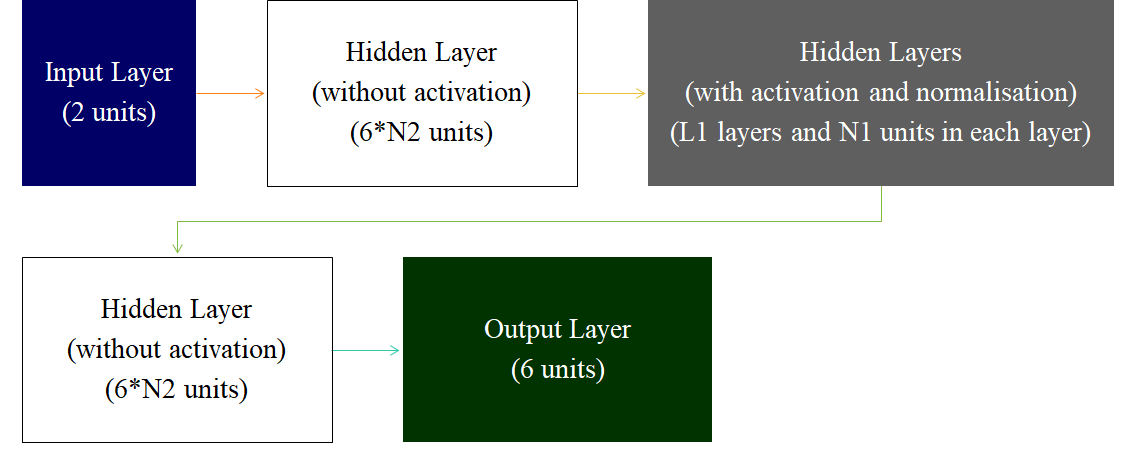 Input Layer
(2 units)
Hidden Layer
(without activation)
(6*N2 units)
Hidden Layers
(with activation and normalisation)
(L1 layers and N1 units in each layer)
Hidden Layer
(without activation)
(6*N2 units)
Output Layer
(6 units)